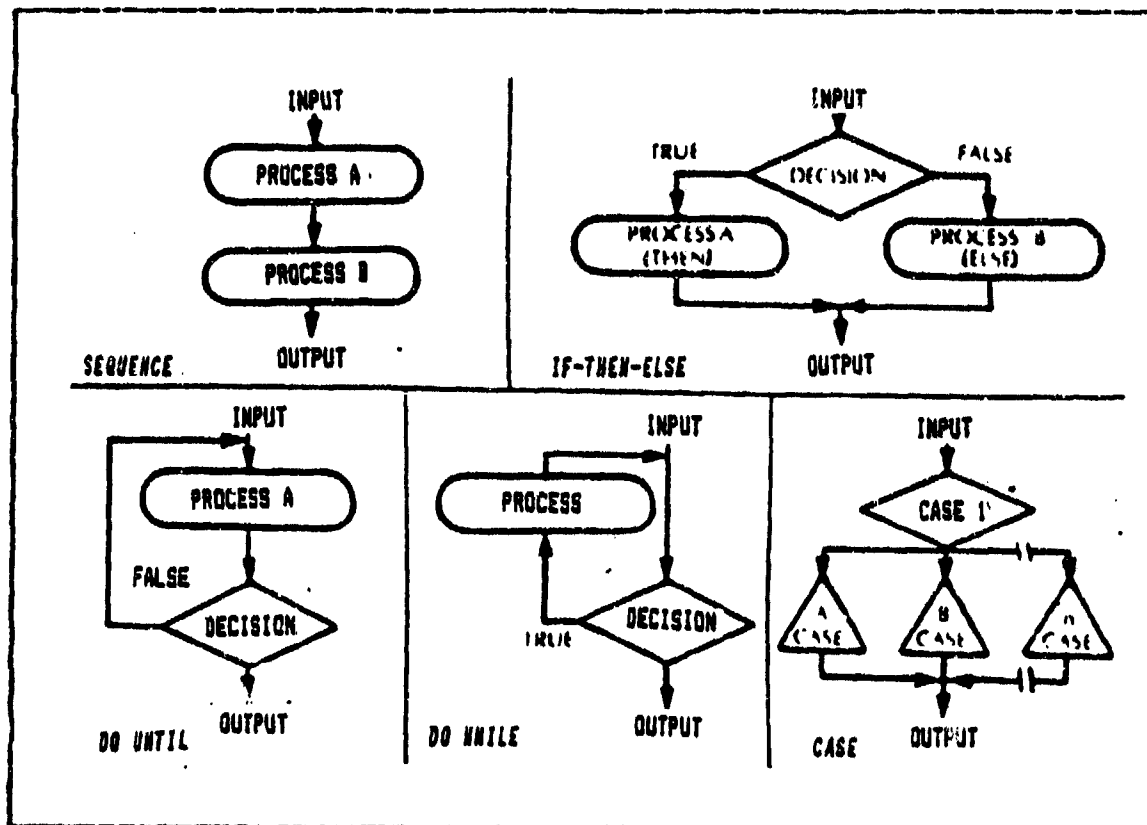 INPUT
PROCESS A
PROCESS B
OUTPUT
SEQUENCE
INPUT
TRUE
FALSE
DECISION
PROCESS A
(THEN)
PROCESS B
(ELSE)
OUTPUT
IF-THEN-ELSE
INPUT
PROCESS A
FALSE
DECISION
OUTPUT
DO UNTIL
INPUT
PROCESS
TRUE
DECISION
OUTPUT
DO WHILE
INPUT
CASE I
A
CASE
B
CASE
n
CASE
OUTPUT
CASE